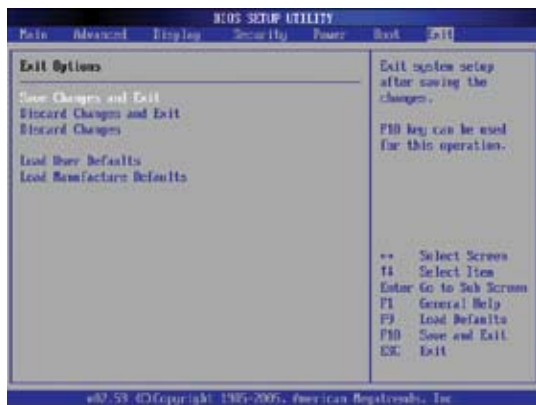 BIOS SETUP UTILITY
Main Advanced Display Security Power Boot Exit
Exit Options
Save Changes and Exit
Discard Changes and Exit
Discard Changes
Load User Defaults
Load Manufacture Defaults
Exit system setup
after saving the
changes.
F10 key can be used
for this operation.
↔ Select Screen
↑↓ Select Item
Enter Go to Sub Screen
F1 General Help
F9 Load Defaults
F10 Save and Exit
ESC Exit
v02.59 (C)Copyright 1985-2005, American Megatrends, Inc